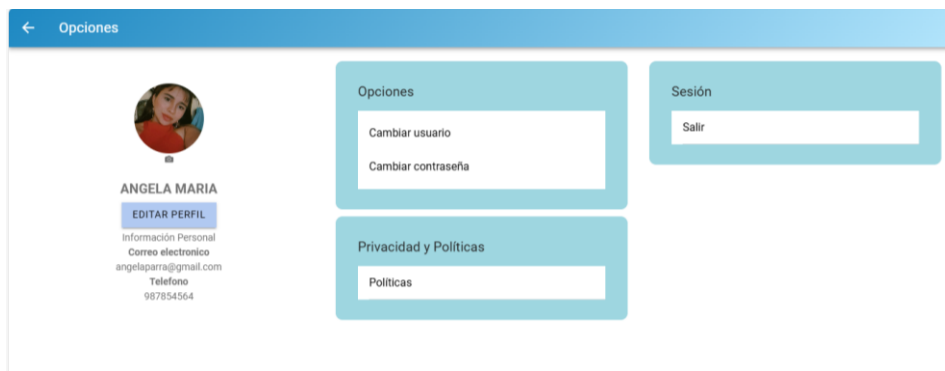 Opciones
ANGELA MARIA
EDITAR PERFIL
Información Personal
Correo electronico
angelaparra@gmail.com
Telefono
987854564
Opciones
Cambiar usuario
Cambiar contraseña
Privacidad y Políticas
Políticas
Sesión
Salir